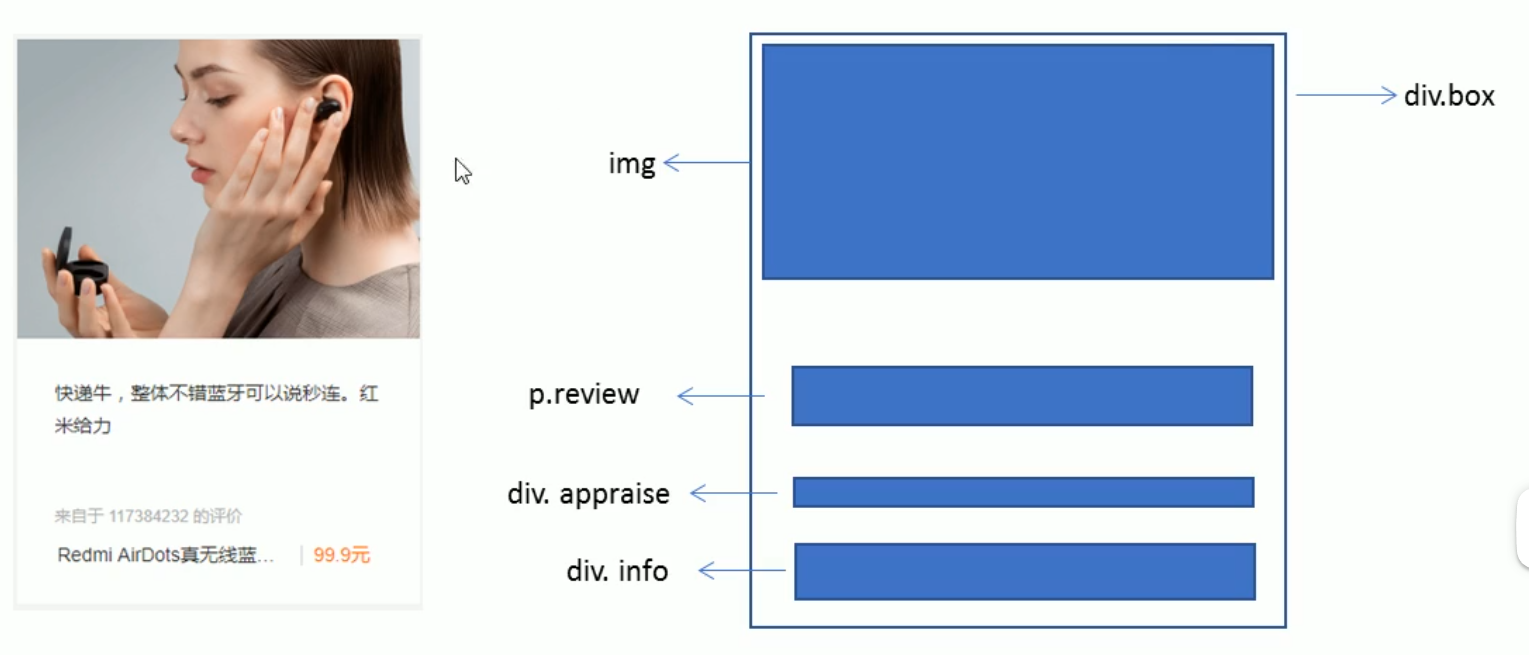 快递牛，整体不错蓝牙可以说秒连。红
米给力
来自于 117384232 的评价
Redmi AirDots真无线蓝... | 99.9元
div.box
img
p.review
div. appraise
div. info